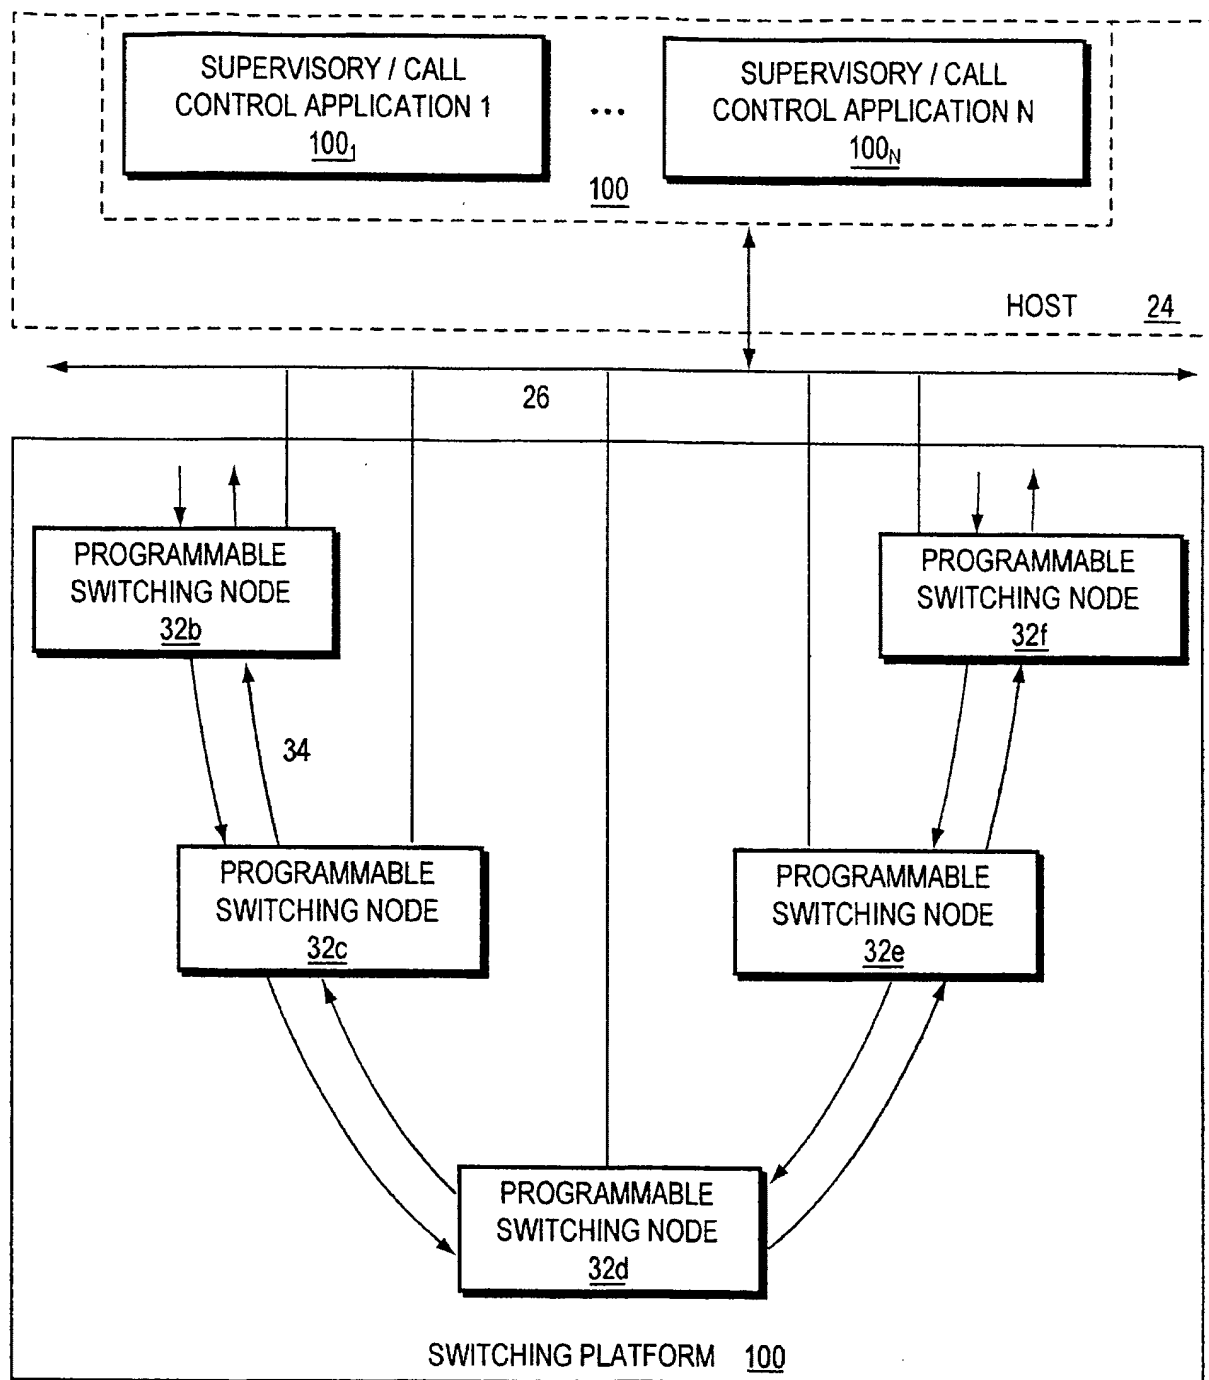 SUPERVISORY / CALL
CONTROL APPLICATION 1
100₁
...
SUPERVISORY / CALL
CONTROL APPLICATION N
100N
100
HOST 24
26
PROGRAMMABLE
SWITCHING NODE
32b
PROGRAMMABLE
SWITCHING NODE
32f
34
PROGRAMMABLE
SWITCHING NODE
32c
PROGRAMMABLE
SWITCHING NODE
32e
PROGRAMMABLE
SWITCHING NODE
32d
SWITCHING PLATFORM 100